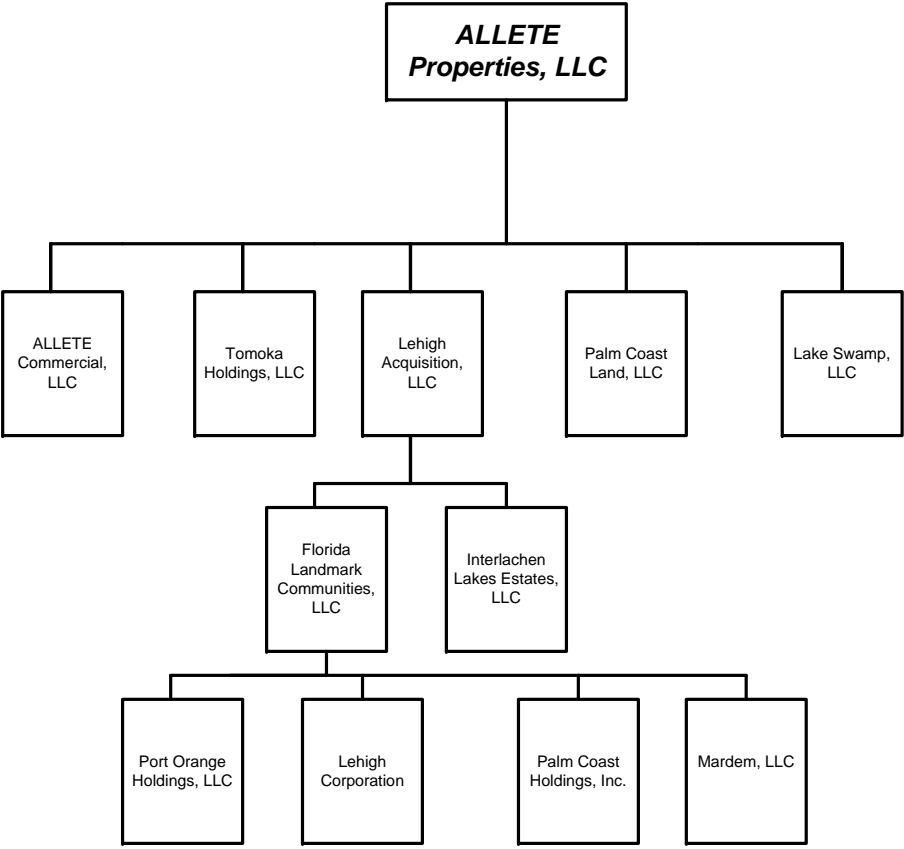 ALLETE
Properties, LLC
ALLETE
Commercial,
LLC
Tomoka
Holdings, LLC
Lehigh
Acquisition,
LLC
Palm Coast
Land, LLC
Lake Swamp,
LLC
Florida
Landmark
Communities,
LLC
Interlachen
Lakes Estates,
LLC
Port Orange
Holdings, LLC
Lehigh
Corporation
Palm Coast
Holdings, Inc.
Mardem, LLC